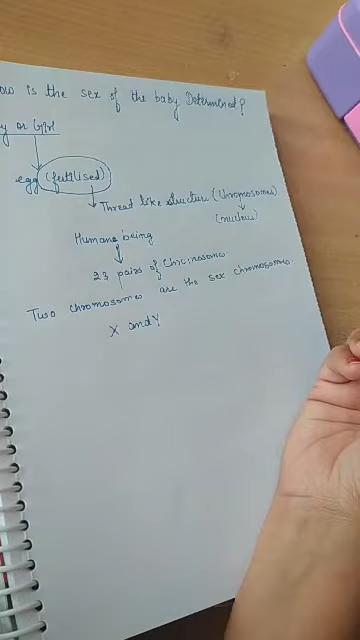 ow is the sex of the baby Determined?
y or Girl
egg (fertilised)
Thread like structure (chromosomes)
(nucleus)
Humans being
23 pairs of chromosomes.
Two chromosomes are the sex chromosomes.
X and Y